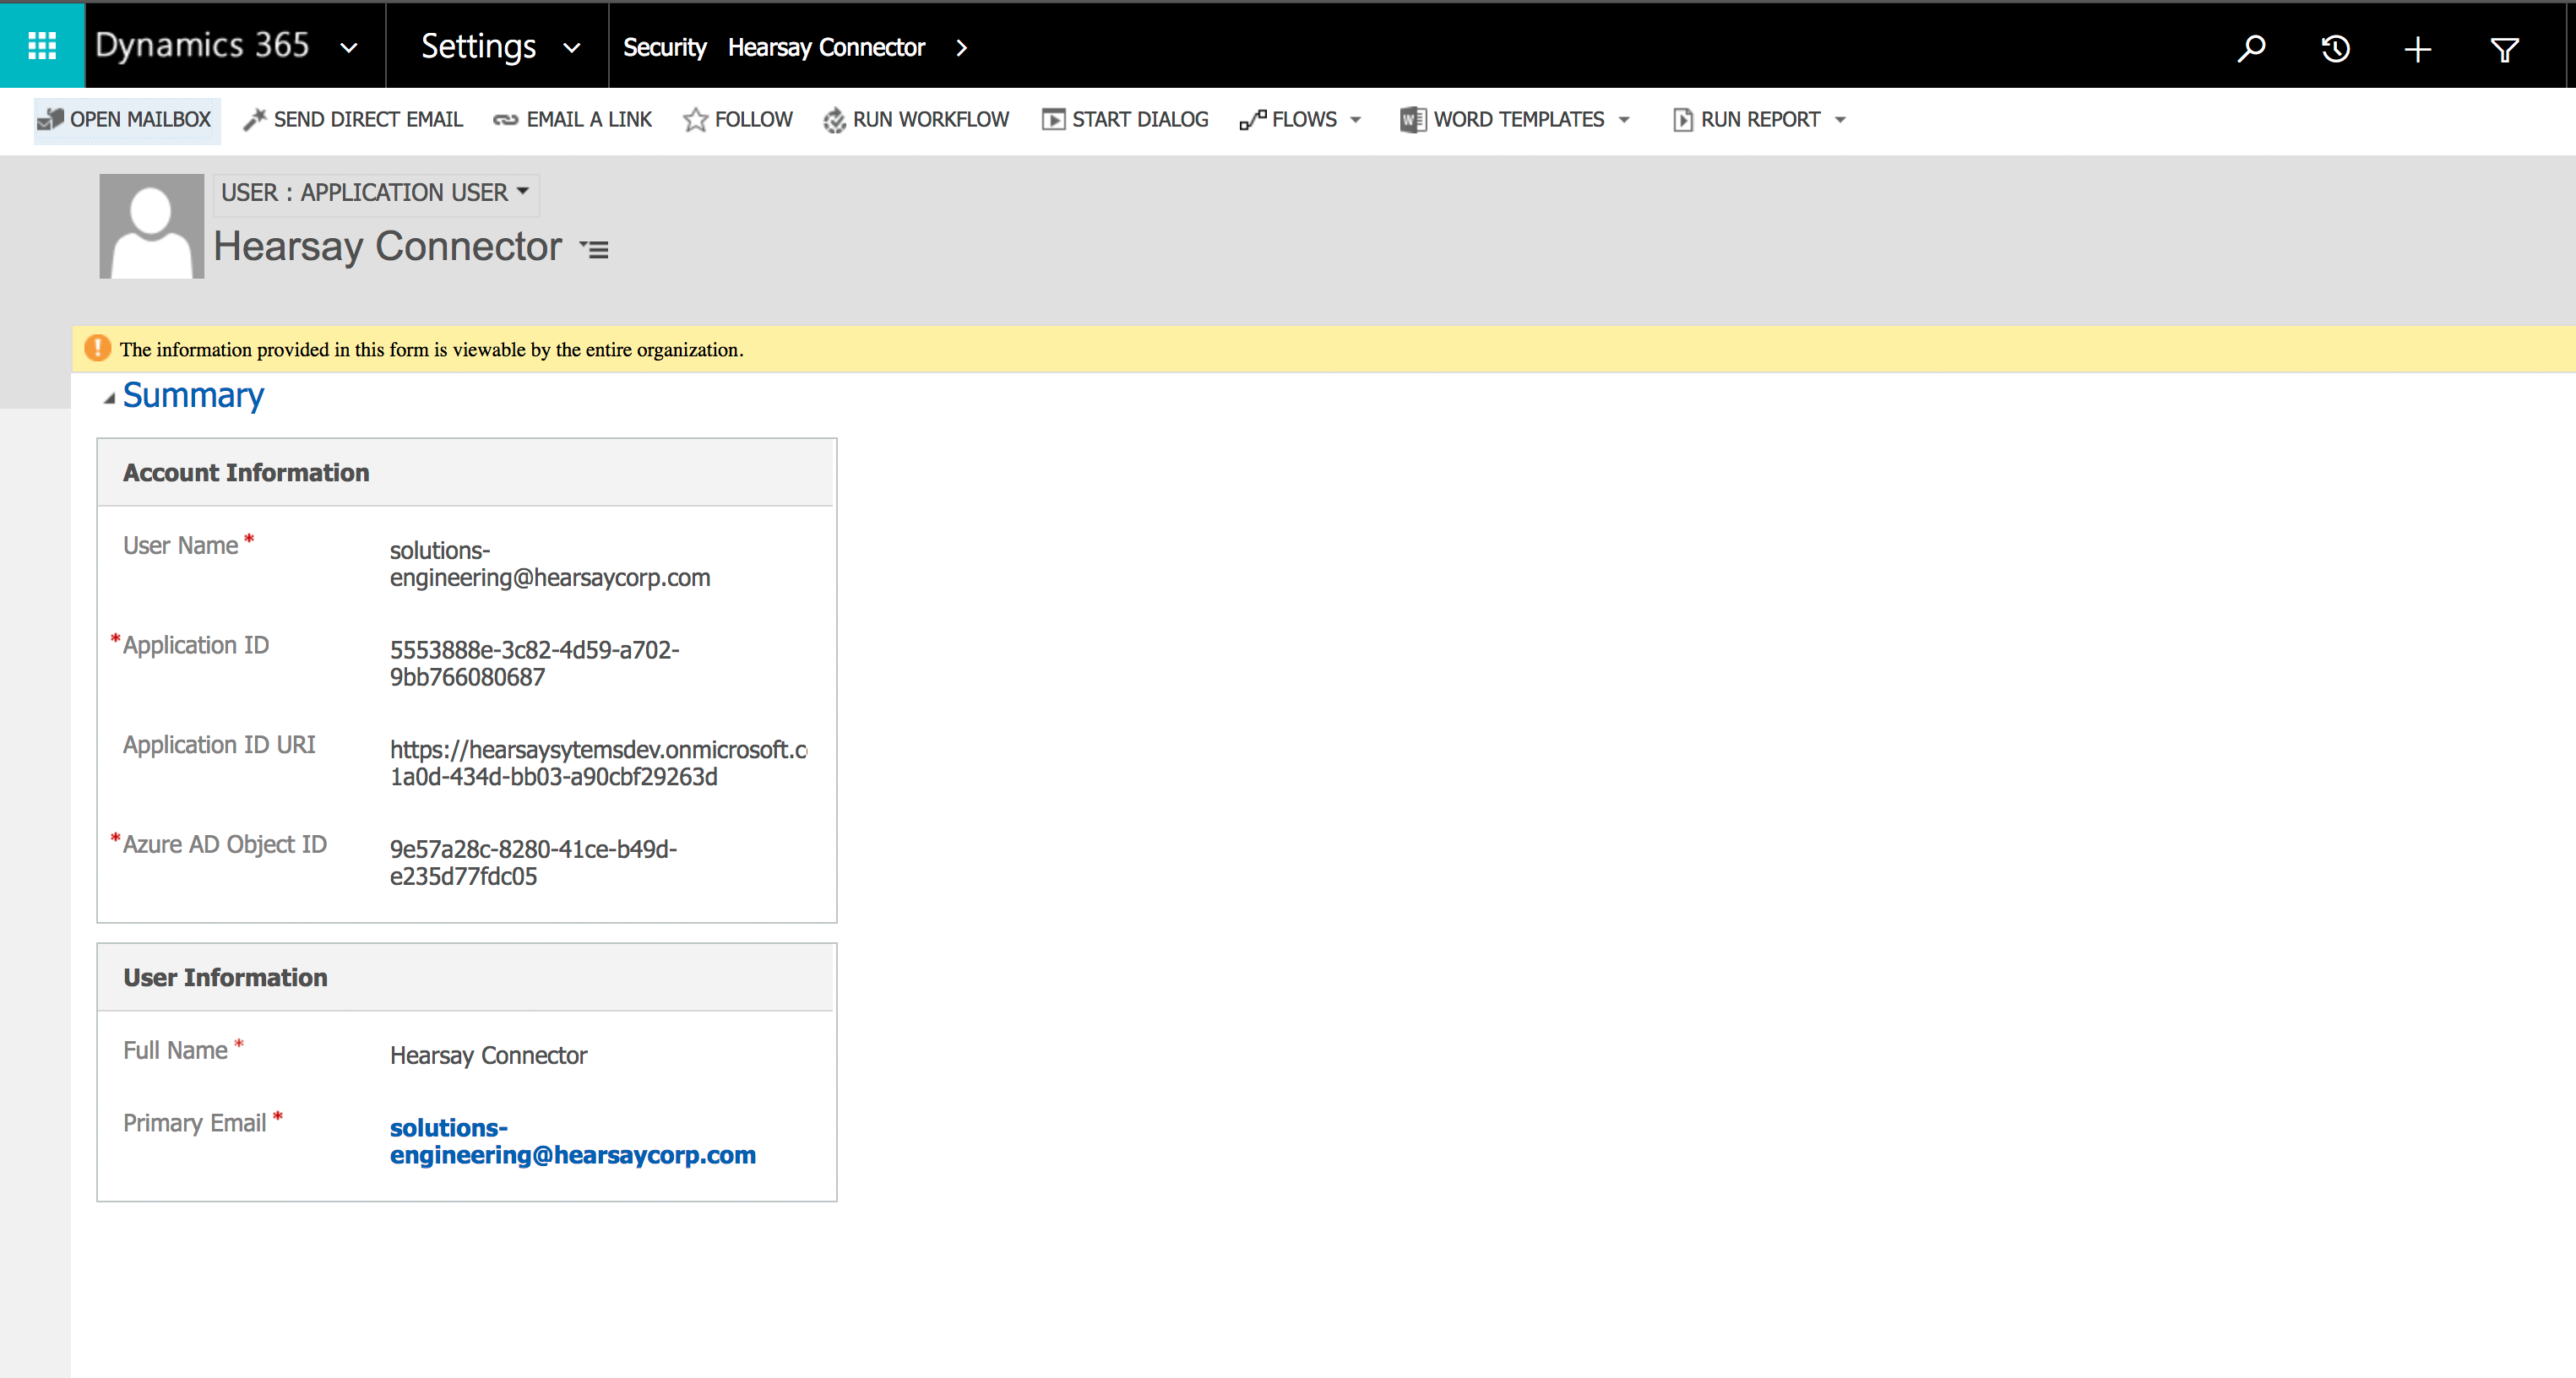 Dynamics 365 Settings Security Hearsay Connector
OPEN MAILBOX SEND DIRECT EMAIL EMAIL A LINK FOLLOW RUN WORKFLOW START DIALOG FLOWS WORD TEMPLATES RUN REPORT
USER : APPLICATION USER
Hearsay Connector
The information provided in this form is viewable by the entire organization.
Summary
Account Information
User Name *
solutions-
engineering@hearsaycorp.com
*Application ID
5553888e-3c82-4d59-a702-
9bb766080687
Application ID URI
https://hearsaysytemsdev.onmicrosoft.c
1a0d-434d-bb03-a90cbf29263d
*Azure AD Object ID
9e57a28c-8280-41ce-b49d-
e235d77fdc05
User Information
Full Name *
Hearsay Connector
Primary Email *
solutions-
engineering@hearsaycorp.com